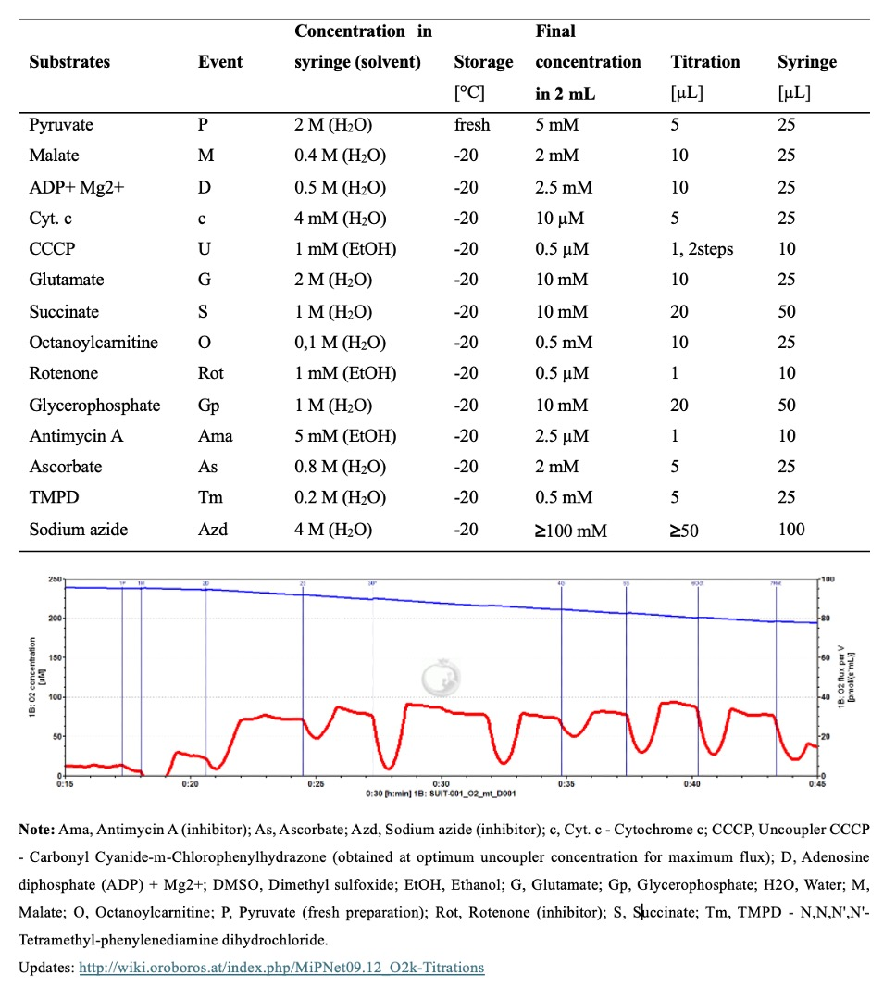 Substrates Event Concentration in syringe (solvent) Storage [°C] Final concentration in 2 mL Titration [µL] Syringe [µL]
Pyruvate P 2 M (H₂O) fresh 5 mM 5 25
Malate M 0.4 M (H₂O) -20 2 mM 10 25
ADP+ Mg2+ D 0.5 M (H₂O) -20 2.5 mM 10 25
Cyt. c c 4 mM (H₂O) -20 10 µM 5 25
CCCP U 1 mM (EtOH) -20 0.5 µM 1, 2steps 10
Glutamate G 2 M (H₂O) -20 10 mM 10 25
Succinate S 1 M (H₂O) -20 10 mM 20 50
Octanoylcarnitine O 0,1 M (H₂O) -20 0.5 mM 10 25
Rotenone Rot 1 mM (EtOH) -20 0.5 µM 1 10
Glycerophosphate Gp 1 M (H₂O) -20 10 mM 20 50
Antimycin A Ama 5 mM (EtOH) -20 2.5 µM 1 10
Ascorbate As 0.8 M (H₂O) -20 2 mM 5 25
TMPD Tm 0.2 M (H₂O) -20 0.5 mM 5 25
Sodium azide Azd 4 M (H₂O) -20 ≥100 mM ≥50 100
1B: O2 concentration
[µM]
250
200
150
100
50
0
1P 2D 2c 4G 5S 6Oct 7Rot
100
80
60
40
20
0
1B: O2 flux per V
[pmol/(s*mL)]
0:15 0:20 0:25 0:30 0:35 0:40 0:45
0:30 [h:min] 1B: SUIT-001_O2_mt_D001
Note: Ama, Antimycin A (inhibitor); As, Ascorbate; Azd, Sodium azide (inhibitor); c, Cyt. c - Cytochrome c; CCCP, Uncoupler CCCP
- Carbonyl Cyanide-m-Chlorophenylhydrazone (obtained at optimum uncoupler concentration for maximum flux); D, Adenosine
diphosphate (ADP) + Mg2+; DMSO, Dimethyl sulfoxide; EtOH, Ethanol; G, Glutamate; Gp, Glycerophosphate; H2O, Water; M,
Malate; O, Octanoylcarnitine; P, Pyruvate (fresh preparation); Rot, Rotenone (inhibitor); S, Succinate; Tm, TMPD - N,N,N',N'-
Tetramethyl-phenylenediamine dihydrochloride.
Updates: http://wiki.oroboros.at/index.php/MiPNet09.12_O2k-Titrations